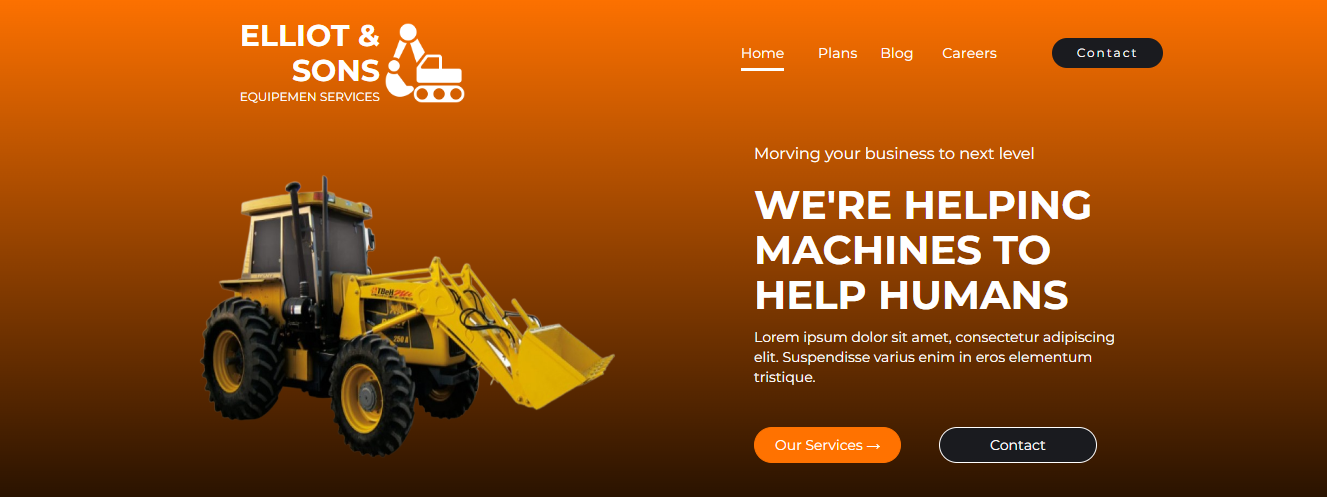 ELLIOT &
SONS
EQUIPEMEN SERVICES
Home Plans Blog Careers Contact
Morving your business to next level
WE'RE HELPING
MACHINES TO
HELP HUMANS
Lorem ipsum dolor sit amet, consectetur adipiscing
elit. Suspendisse varius enim in eros elementum
tristique.
Our Services → Contact